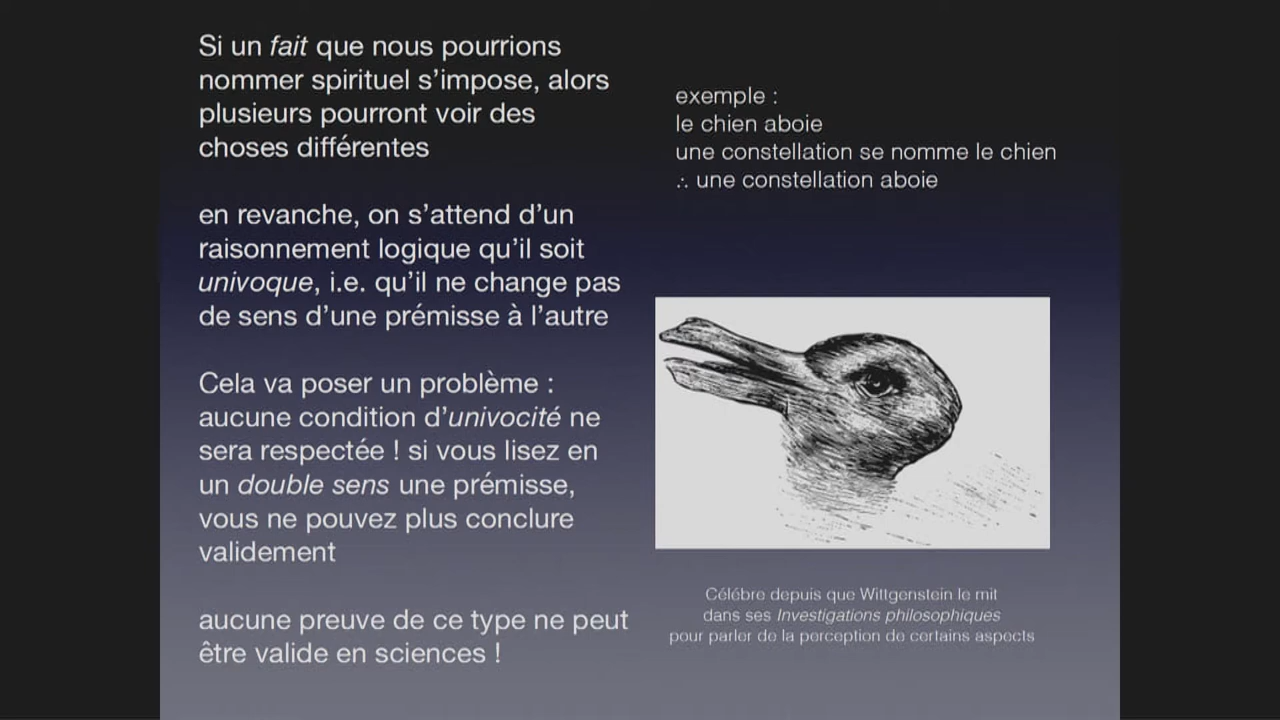 Si un fait que nous pourrions
nommer spirituel s'impose, alors
plusieurs pourront voir des
choses différentes
en revanche, on s'attend d'un
raisonnement logique qu'il soit
univoque, i.e. qu'il ne change pas
de sens d'une prémisse à l'autre
Cela va poser un problème :
aucune condition d'univocité ne
sera respectée ! si vous lisez en
un double sens une prémisse,
vous ne pouvez plus conclure
validement
aucune preuve de ce type ne peut
être valide en sciences !
exemple :
le chien aboie
une constellation se nomme le chien
∴ une constellation aboie
Célébre depuis que Wittgenstein le mit
dans ses Investigations philosophiques
pour parler de la perception de certains aspects